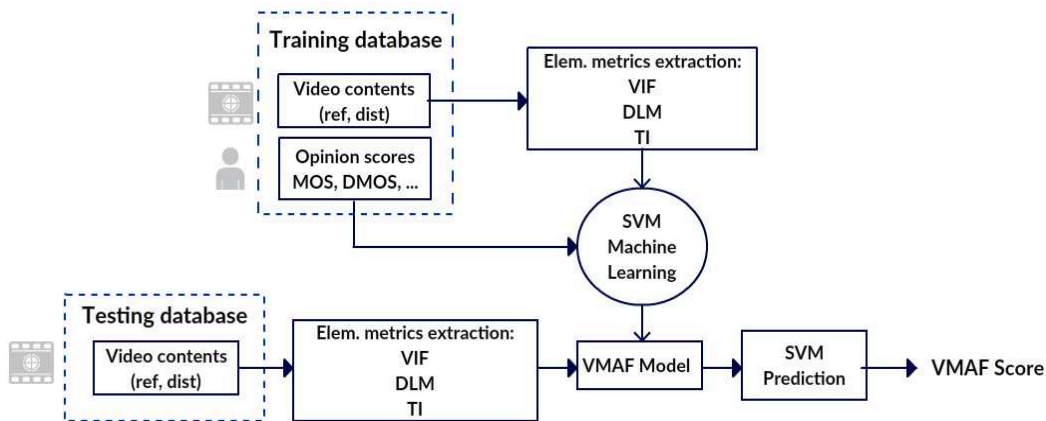 Training database
Video contents
(ref, dist)
Opinion scores
MOS, DMOS, ...
Elem. metrics extraction:
VIF
DLM
TI
SVM
Machine
Learning
Testing database
Video contents
(ref, dist)
Elem. metrics extraction:
VIF
DLM
TI
VMAF Model
SVM
Prediction
VMAF Score